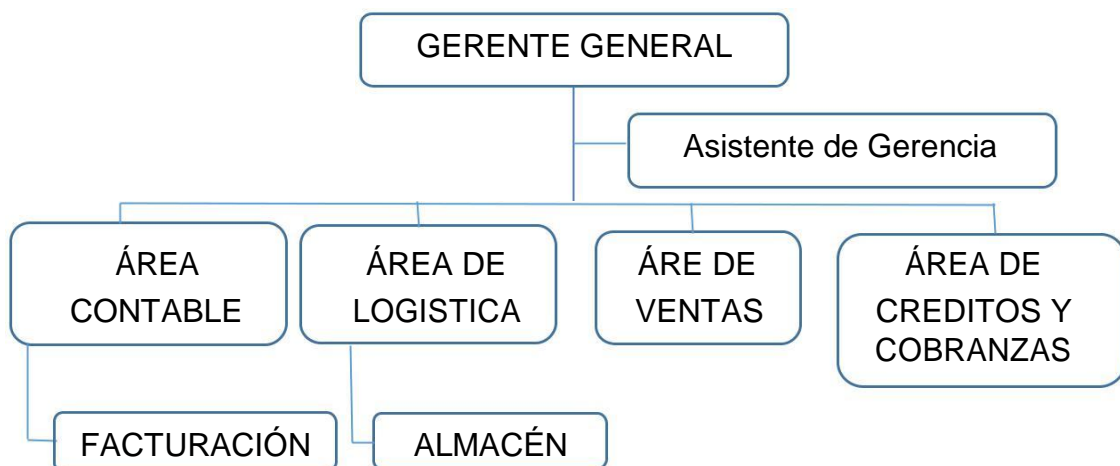 GERENTE GENERAL
Asistente de Gerencia
ÁREA
CONTABLE
ÁREA DE
LOGISTICA
ÁRE DE
VENTAS
ÁREA DE
CREDITOS Y
COBRANZAS
FACTURACIÓN
ALMACÉN